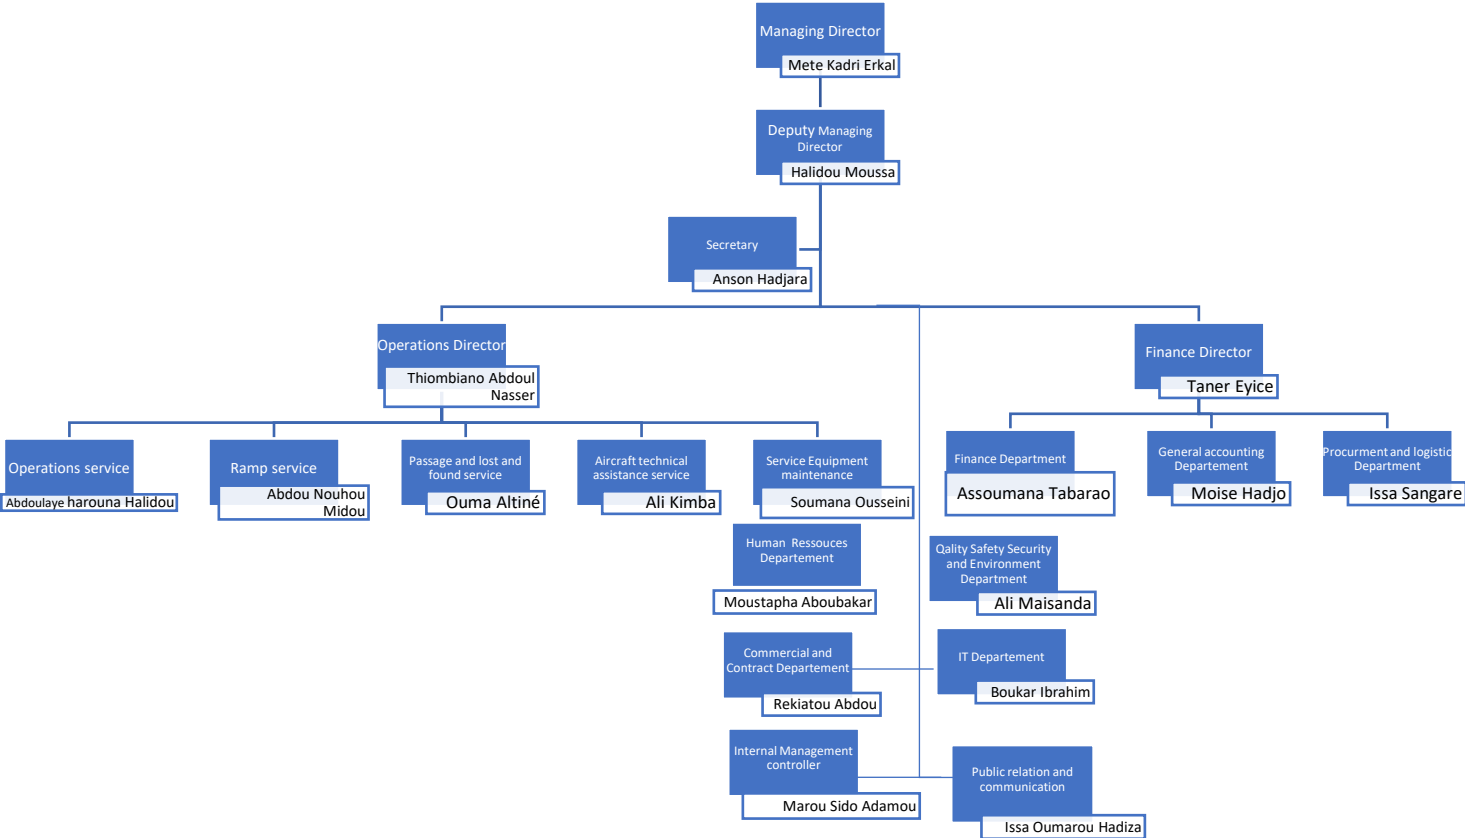 Managing Director
Mete Kadri Erkal
Deputy Managing
Director
Halidou Moussa
Secretary
Anson Hadjara
Operations Director
Thiombiano Abdoul
Nasser
Finance Director
Taner Eyice
Operations service
Abdoulaye harouna Halidou
Ramp service
Abdou Nouhou
Midou
Passage and lost and
found service
Ouma Altiné
Aircraft technical
assistance service
Ali Kimba
Service Equipment
maintenance
Soumana Ousseini
Finance Department
Assoumana Tabarao
General accounting
Departement
Moise Hadjo
Procurment and logistic
Department
Issa Sangare
Human Ressouces
Departement
Moustapha Aboubakar
Qality Safety Security
and Environment
Department
Ali Maisanda
Commercial and
Contract Departement
Rekiatou Abdou
IT Departement
Boukar Ibrahim
Internal Management
controller
Marou Sido Adamou
Public relation and
communication
Issa Oumarou Hadiza